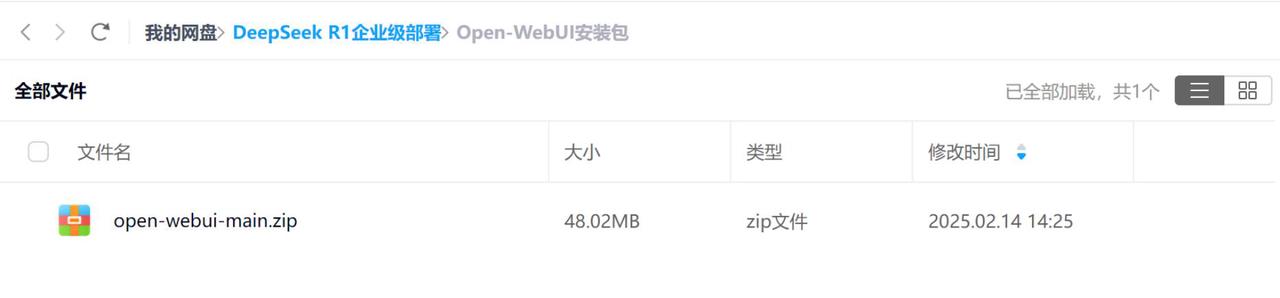 我的网盘> DeepSeek R1企业级部署> Open-WebUI安装包
全部文件 已全部加载，共1个
文件名 大小 类型 修改时间
open-webui-main.zip 48.02MB zip文件 2025.02.14 14:25